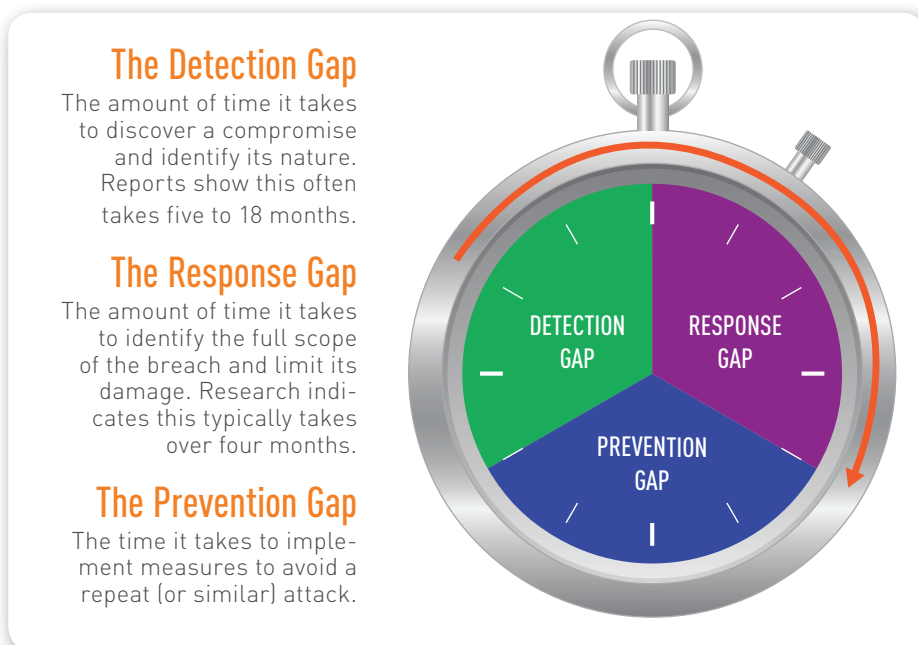 The Detection Gap
The amount of time it takes
to discover a compromise
and identify its nature.
Reports show this often
takes five to 18 months.
The Response Gap
The amount of time it takes
to identify the full scope
of the breach and limit its
damage. Research indi-
cates this typically takes
over four months.
The Prevention Gap
The time it takes to imple-
ment measures to avoid a
repeat (or similar) attack.
DETECTION
GAP
RESPONSE
GAP
PREVENTION
GAP